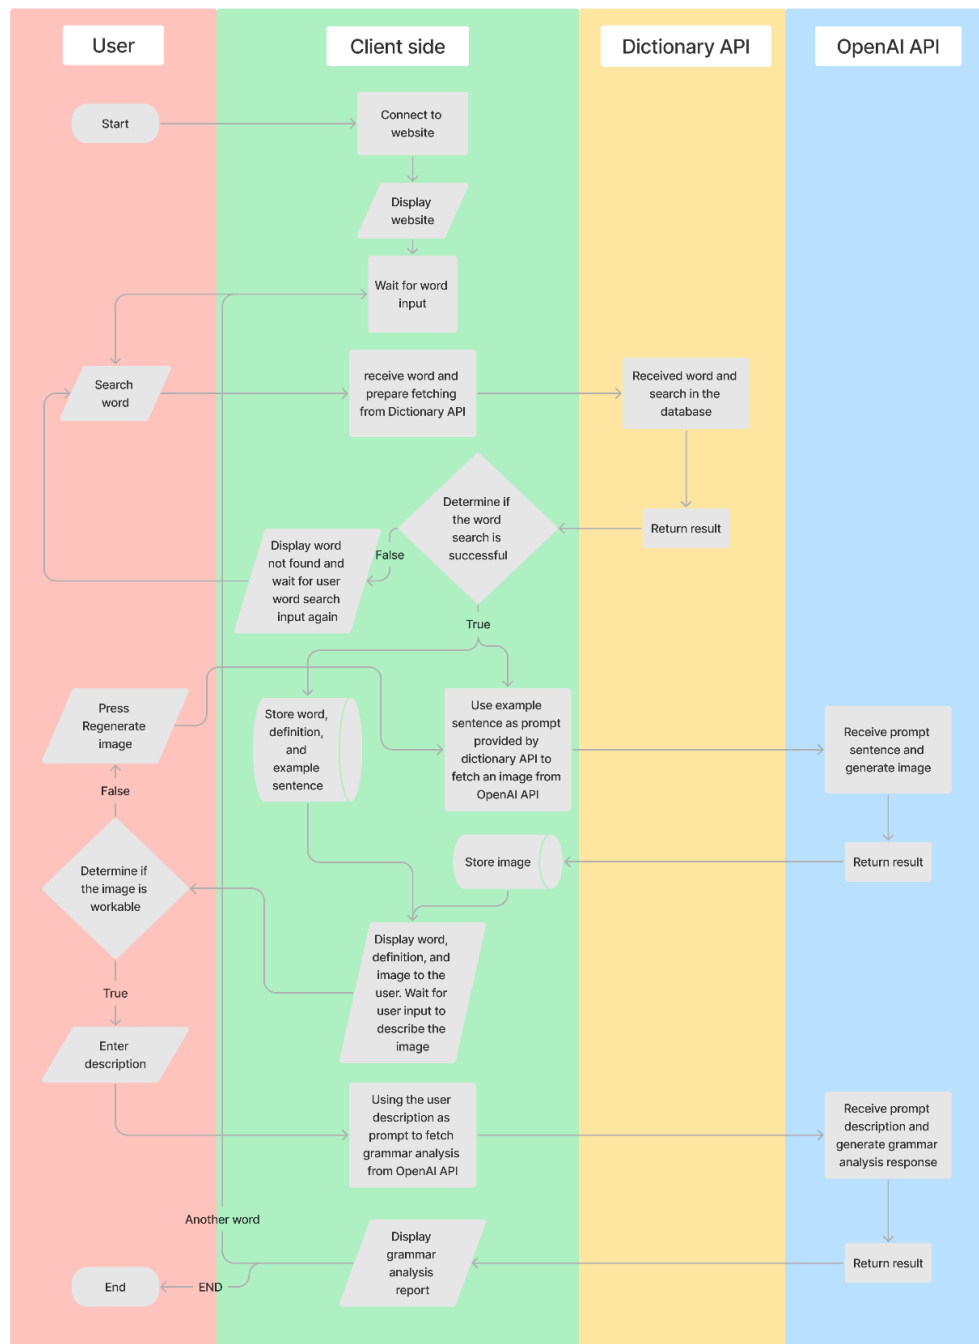 User
Client side
Dictionary API
OpenAI API
Start
Connect to
website
Display
website
Wait for word
input
Search
word
receive word and
prepare fetching
from Dictionary API
Received word and
search in the
database
Return result
Determine if
the word
search is
successful
False
Display word
not found and
wait for user
word search
input again
True
Press
Regenerate
image
Store word,
definition,
and
example
sentence
Use example
sentence as prompt
provided by
dictionary API to
fetch an image from
OpenAI API
Receive prompt
sentence and
generate image
False
Return result
Store image
Determine if
the image is
workable
Display word,
definition, and
image to the
user. Wait for
user input to
describe the
image
True
Enter
description
Using the user
description as
prompt to fetch
grammar analysis
from OpenAI API
Receive prompt
description and
generate grammar
analysis response
Another word
Display
grammar
analysis
report
Return result
END
End